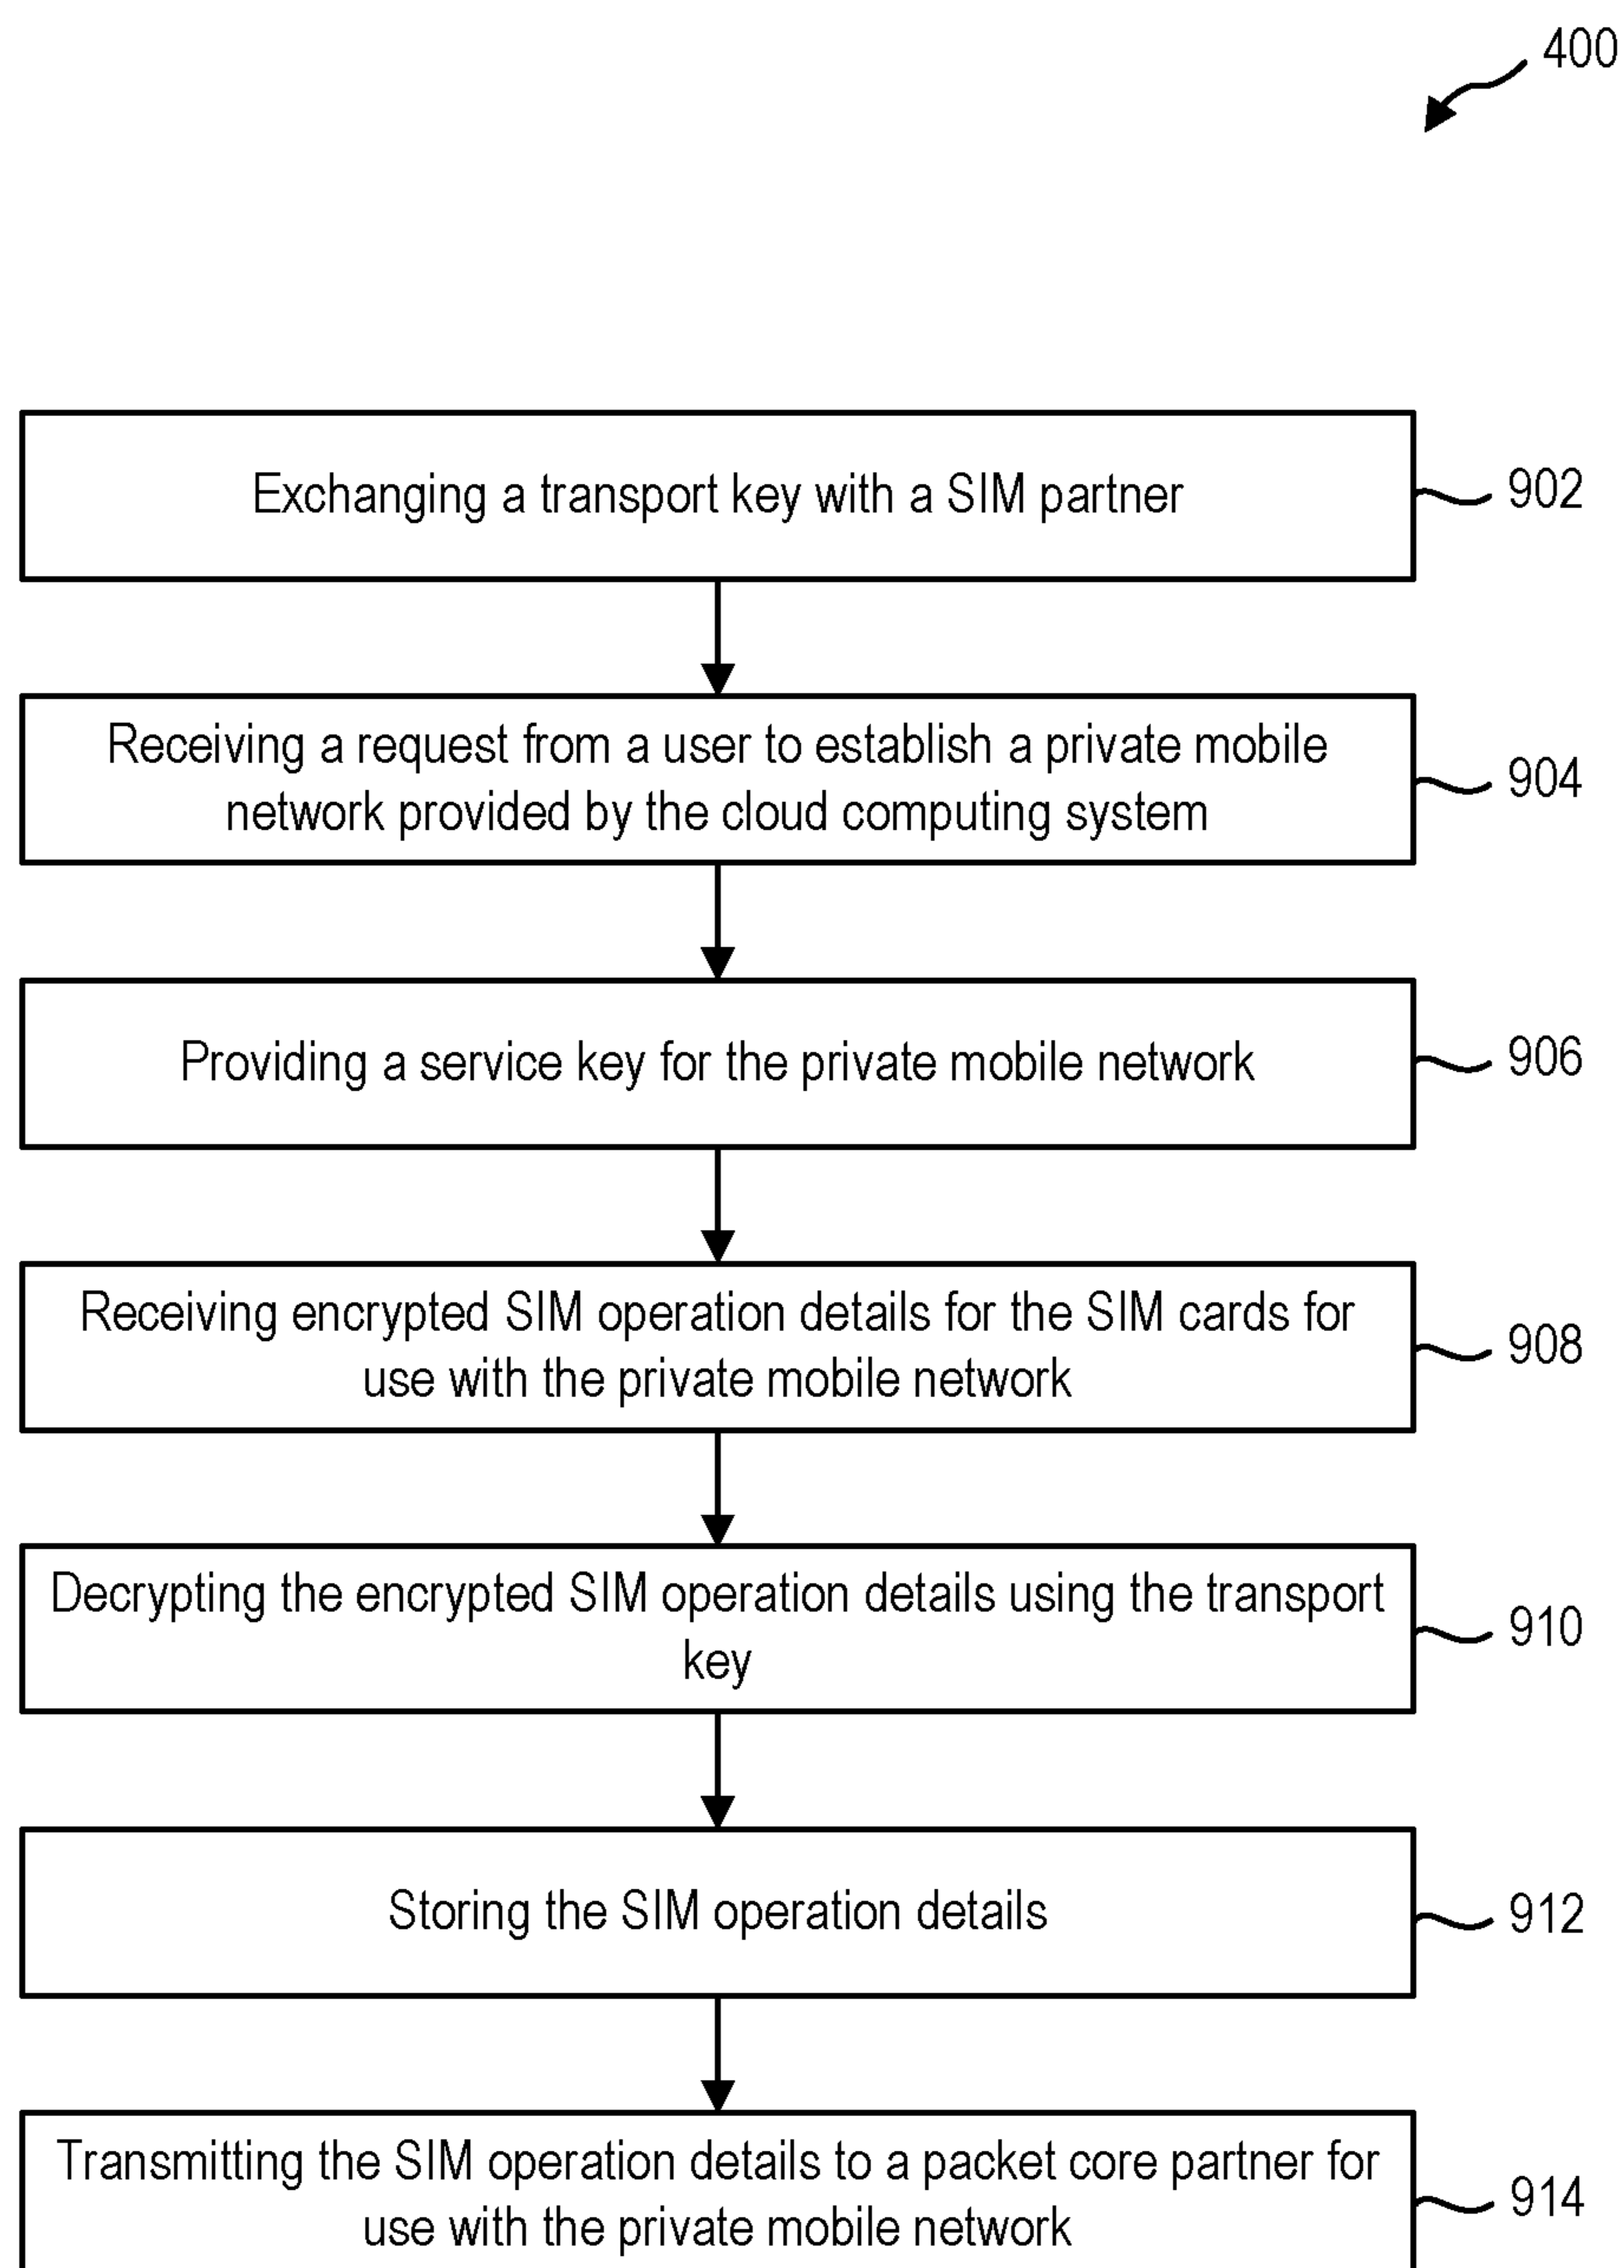 400
Exchanging a transport key with a SIM partner
902
Receiving a request from a user to establish a private mobile
network provided by the cloud computing system
904
Providing a service key for the private mobile network
906
Receiving encrypted SIM operation details for the SIM cards for
use with the private mobile network
908
Decrypting the encrypted SIM operation details using the transport
key
910
Storing the SIM operation details
912
Transmitting the SIM operation details to a packet core partner for
use with the private mobile network
914